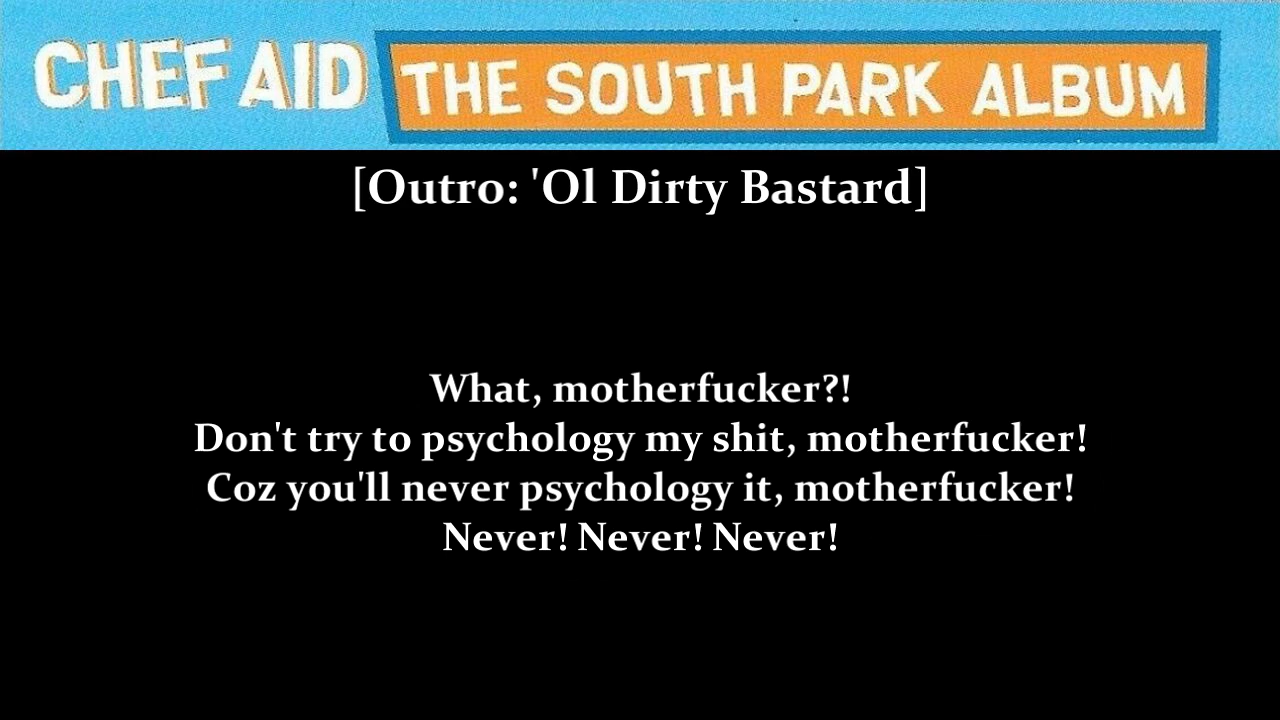 CHEF AID THE SOUTH PARK ALBUM
[Outro: 'Ol Dirty Bastard]
What, motherfucker?!
Don't try to psychology my shit, motherfucker!
Coz you'll never psychology it, motherfucker!
Never! Never! Never!